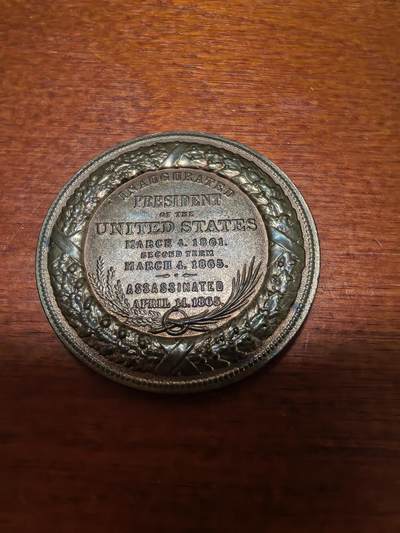 INAUGURATED
PRESIDENT
OF THE
UNITED STATES
MARCH 4. 1861.
SECOND TERM
MARCH 4. 1865.
ASSASSINATED
APRIL 14. 1865.